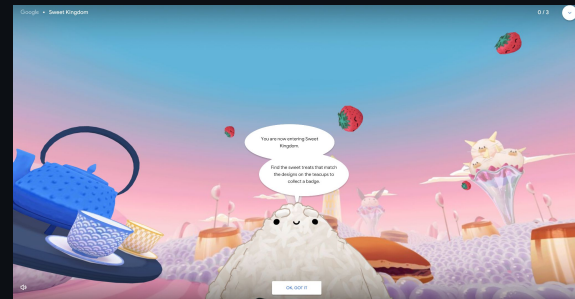 Google • Sweet Kingdom
0 / 3
You are now entering Sweet
Kingdom.
Find the sweet treats that match
the designs on the teacups to
collect a badge.
OK, GOT IT